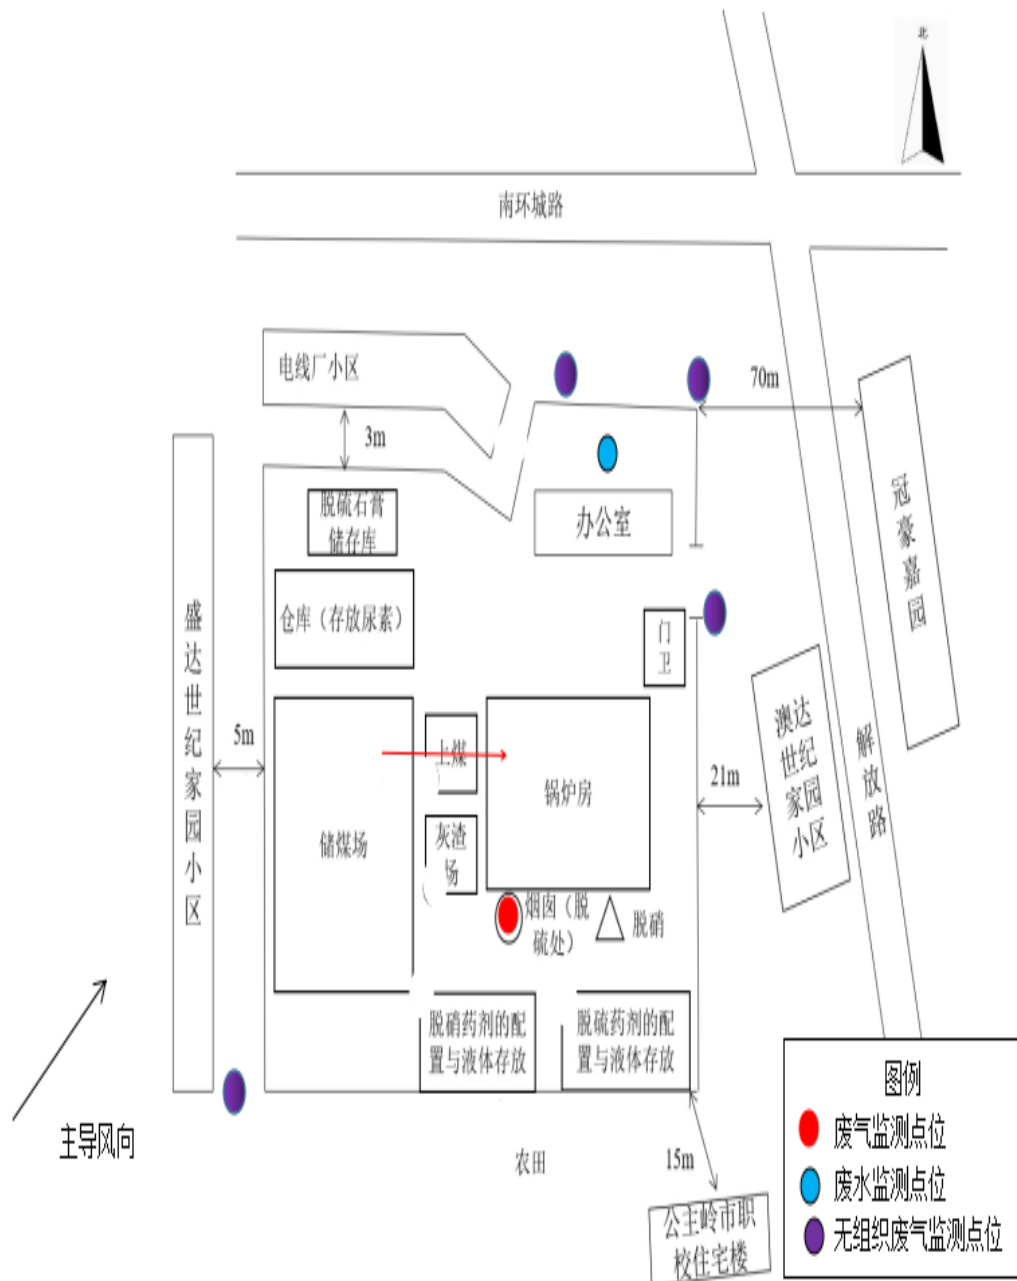 北
南环城路
电线厂小区
70m
3m
脱硫石膏
储存库
办公室
冠豪嘉园
仓库（存放尿素）
门
卫
盛达世纪家园小区
5m
上煤
锅炉房
21m
澳达
世纪
家园
小区
解放路
储煤场
灰渣
场
烟囱（脱
硫处）
脱硝
脱硝药剂的配
置与液体存放
脱硫药剂的配
置与液体存放
主导风向
农田
15m
公主岭市职
校住宅楼
图例
废气监测点位
废水监测点位
无组织废气监测点位